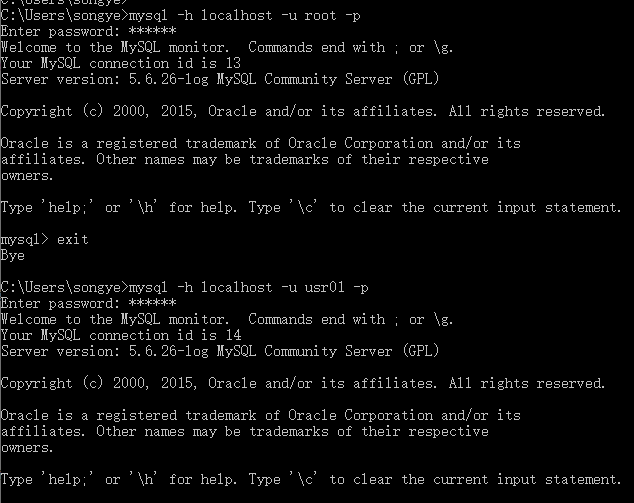 C:\Users\songye>
C:\Users\songye>mysql -h localhost -u root -p
Enter password: ******
Welcome to the MySQL monitor.  Commands end with ; or \g.
Your MySQL connection id is 13
Server version: 5.6.26-log MySQL Community Server (GPL)
Copyright (c) 2000, 2015, Oracle and/or its affiliates. All rights reserved.
Oracle is a registered trademark of Oracle Corporation and/or its
affiliates. Other names may be trademarks of their respective
owners.
Type 'help;' or '\h' for help. Type '\c' to clear the current input statement.
mysql> exit
Bye
C:\Users\songye>mysql -h localhost -u usr01 -p
Enter password: ******
Welcome to the MySQL monitor.  Commands end with ; or \g.
Your MySQL connection id is 14
Server version: 5.6.26-log MySQL Community Server (GPL)
Copyright (c) 2000, 2015, Oracle and/or its affiliates. All rights reserved.
Oracle is a registered trademark of Oracle Corporation and/or its
affiliates. Other names may be trademarks of their respective
owners.
Type 'help;' or '\h' for help. Type '\c' to clear the current input statement.